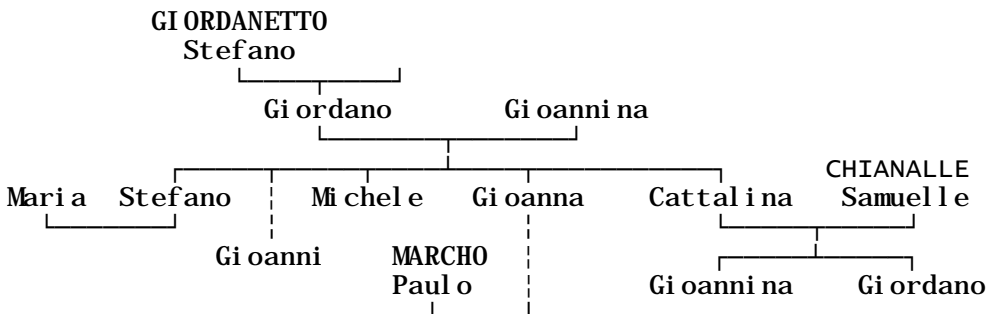 GIORDANETTO
Stefano
Giordano Gioannina
CHIANALLE
Maria Stefano Michele Gioanna Cattalina Samuelle
Gioanni MARCHO
Paulo Gioannina Giordano